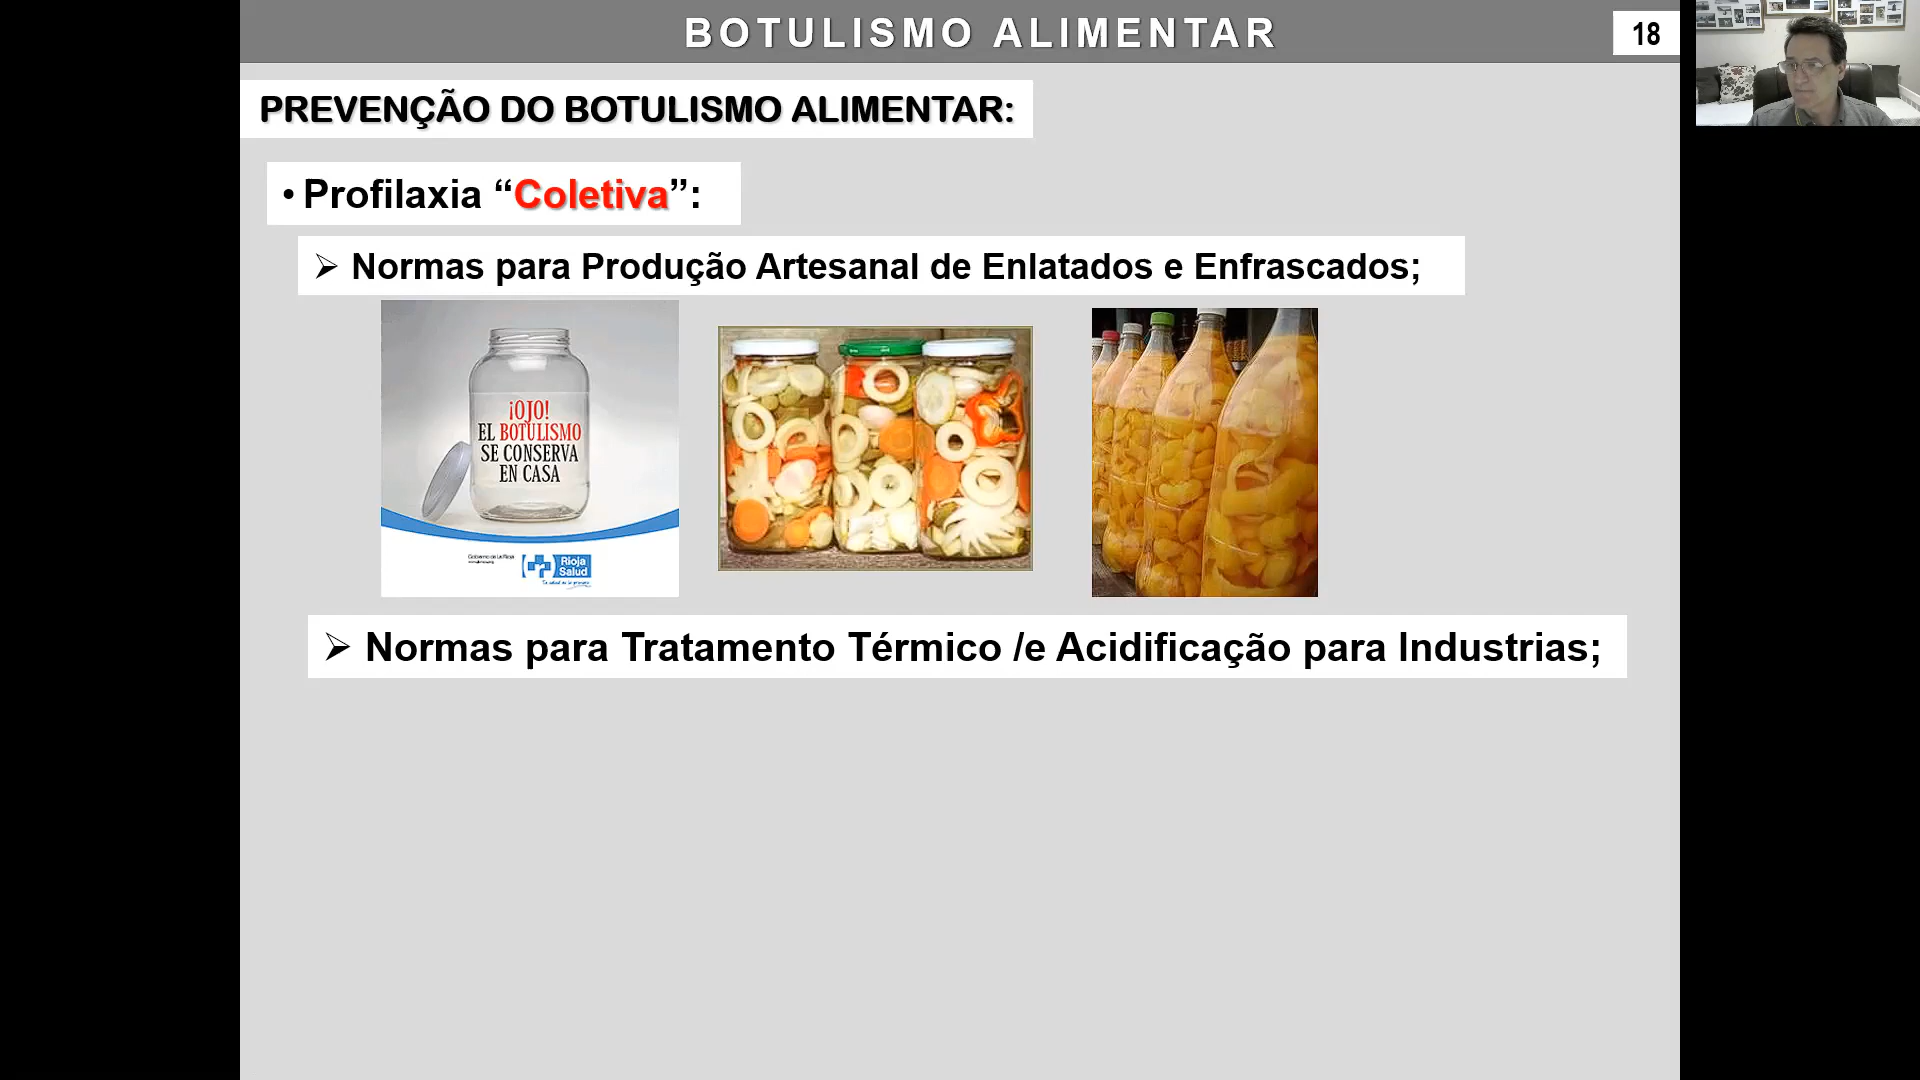 BOTULISMO ALIMENTAR
18
PREVENÇÃO DO BOTULISMO ALIMENTAR:
• Profilaxia “Coletiva”:
➢ Normas para Produção Artesanal de Enlatados e Enfrascados;
¡OJO!
EL BOTULISMO
SE CONSERVA
EN CASA
Gobierno de La Rioja
Rioja
Salud
➢ Normas para Tratamento Térmico /e Acidificação para Industrias;